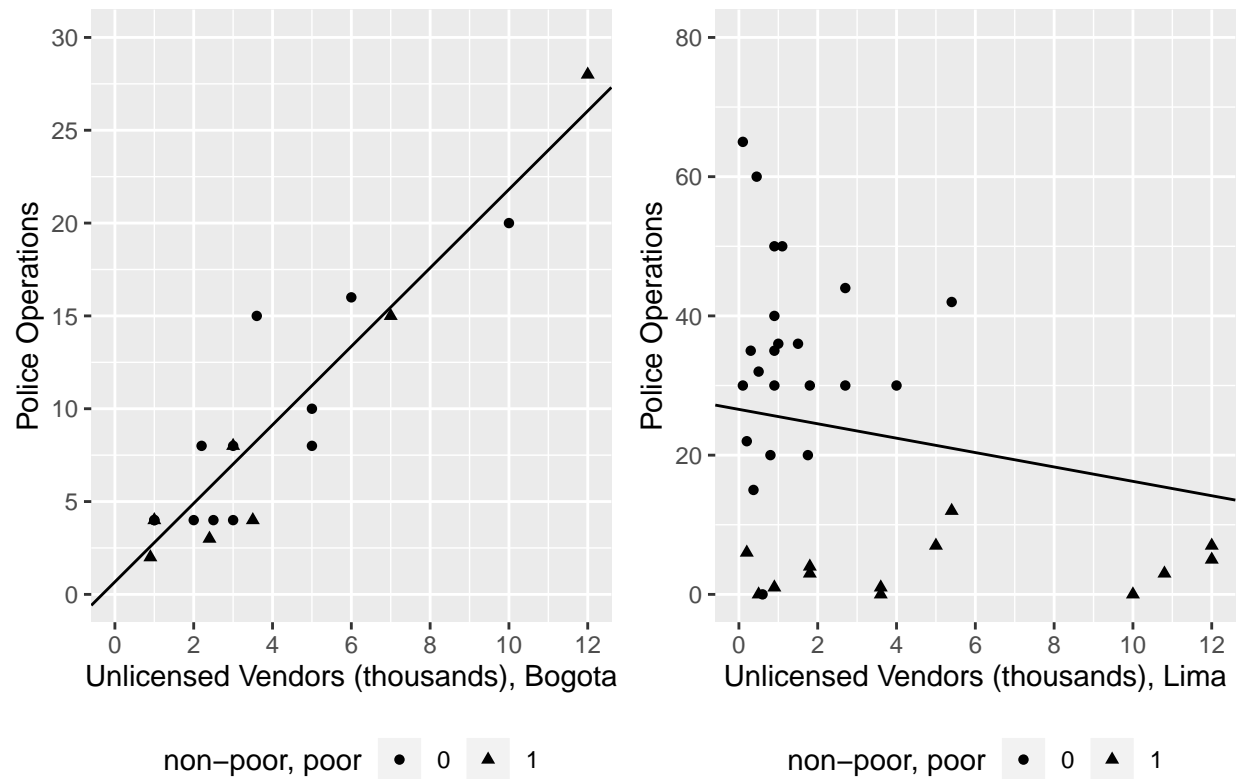 Police Operations
30
25
20
15
10
5
0
0 2 4 6 8 10 12
Unlicensed Vendors (thousands), Bogota
non−poor, poor 0 1
Police Operations
80
60
40
20
0
0 2 4 6 8 10 12
Unlicensed Vendors (thousands), Lima
non−poor, poor 0 1